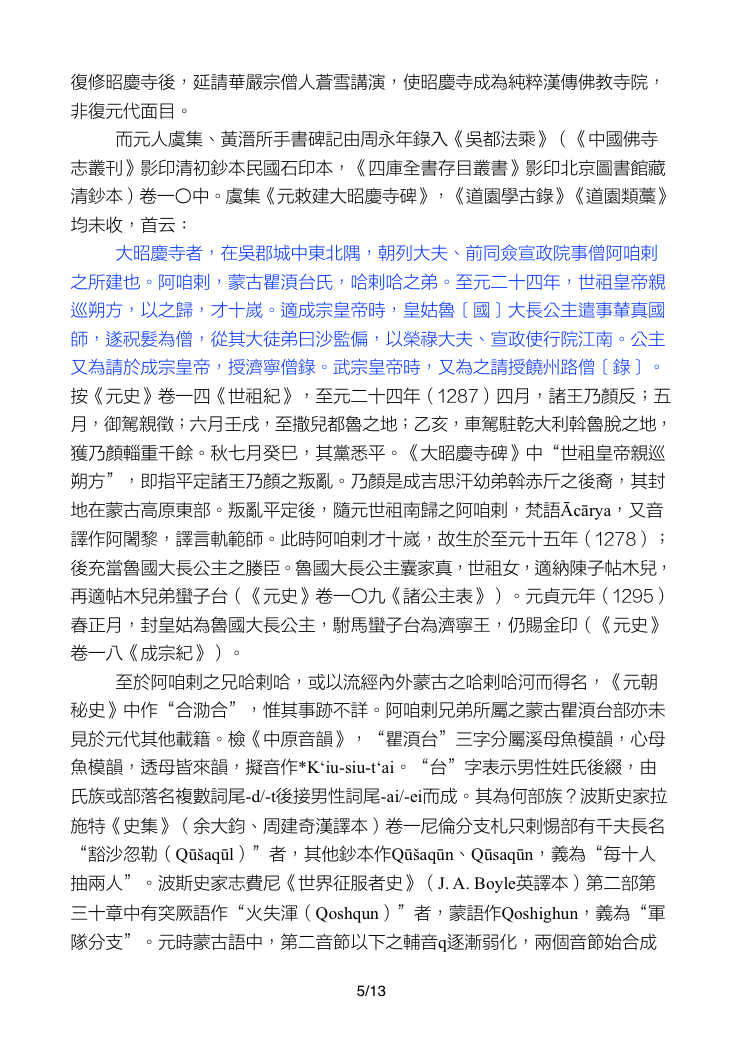 復修昭慶寺後，延請華嚴宗僧人蒼雪講演，使昭慶寺成為純粹漢傳佛教寺院，
非復元代面目。
而元人虞集、黃溍所手書碑記由周永年錄入《吳都法乘》（《中國佛寺
志叢刊》影印清初鈔本民國石印本，《四庫全書存目叢書》影印北京圖書館藏
清鈔本）卷一〇中。虞集《元敕建大昭慶寺碑》，《道園學古錄》《道園類藁》
均未收，首云：
大昭慶寺者，在吳郡城中東北隅，朝列大夫、前同僉宣政院事僧阿咱剌
之所建也。阿咱剌，蒙古瞿湏台氏，哈剌哈之弟。至元二十四年，世祖皇帝親
巡朔方，以之歸，才十嵗。適成宗皇帝時，皇姑魯［國］大長公主遣事輦真國
師，遂祝髮為僧，從其大徒弟曰沙監偏，以榮祿大夫、宣政使行院江南。公主
又為請於成宗皇帝，授濟寧僧錄。武宗皇帝時，又為之請授饒州路僧［錄］。
按《元史》卷一四《世祖紀》，至元二十四年（1287）四月，諸王乃顏反；五
月，御駕親徵；六月壬戌，至撒兒都魯之地；乙亥，車駕駐乾大利斡魯脫之地，
獲乃顏輜重千餘。秋七月癸巳，其黨悉平。《大昭慶寺碑》中“世祖皇帝親巡
朔方”，即指平定諸王乃顏之叛亂。乃顏是成吉思汗幼弟斡赤斤之後裔，其封
地在蒙古高原東部。叛亂平定後，隨元世祖南歸之阿咱剌，梵語Ācārya，又音
譯作阿闍黎，譯言軌範師。此時阿咱剌才十嵗，故生於至元十五年（1278）；
後充當魯國大長公主之媵臣。魯國大長公主囊家真，世祖女，適納陳子帖木兒，
再適帖木兒弟蠻子台（《元史》卷一〇九《諸公主表》）。元貞元年（1295）
春正月，封皇姑為魯國大長公主，駙馬蠻子台為濟寧王，仍賜金印（《元史》
卷一八《成宗紀》）。
至於阿咱剌之兄哈剌哈，或以流經內外蒙古之哈剌哈河而得名，《元朝
秘史》中作“合泐合”，惟其事跡不詳。阿咱剌兄弟所屬之蒙古瞿湏台部亦未
見於元代其他載籍。檢《中原音韻》，“瞿湏台”三字分屬溪母魚模韻，心母
魚模韻，透母皆來韻，擬音作*K‘iu-siu-t‘ai。“台”字表示男性姓氏後綴，由
氏族或部落名複數詞尾-d/-t後接男性詞尾-ai/-ei而成。其為何部族？波斯史家拉
施特《史集》（余大鈞、周建奇漢譯本）卷一尼倫分支札只剌惕部有千夫長名
“豁沙忽勒（Qūšaqūl）”者，其他鈔本作Qūšaqūn、Qūsaqūn，義為“每十人
抽兩人”。波斯史家志費尼《世界征服者史》（J. A. Boyle英譯本）第二部第
三十章中有突厥語作“火失渾（Qoshqun）”者，蒙語作Qoshighun，義為“軍
隊分支”。元時蒙古語中，第二音節以下之輔音q逐漸弱化，兩個音節始合成
5/13